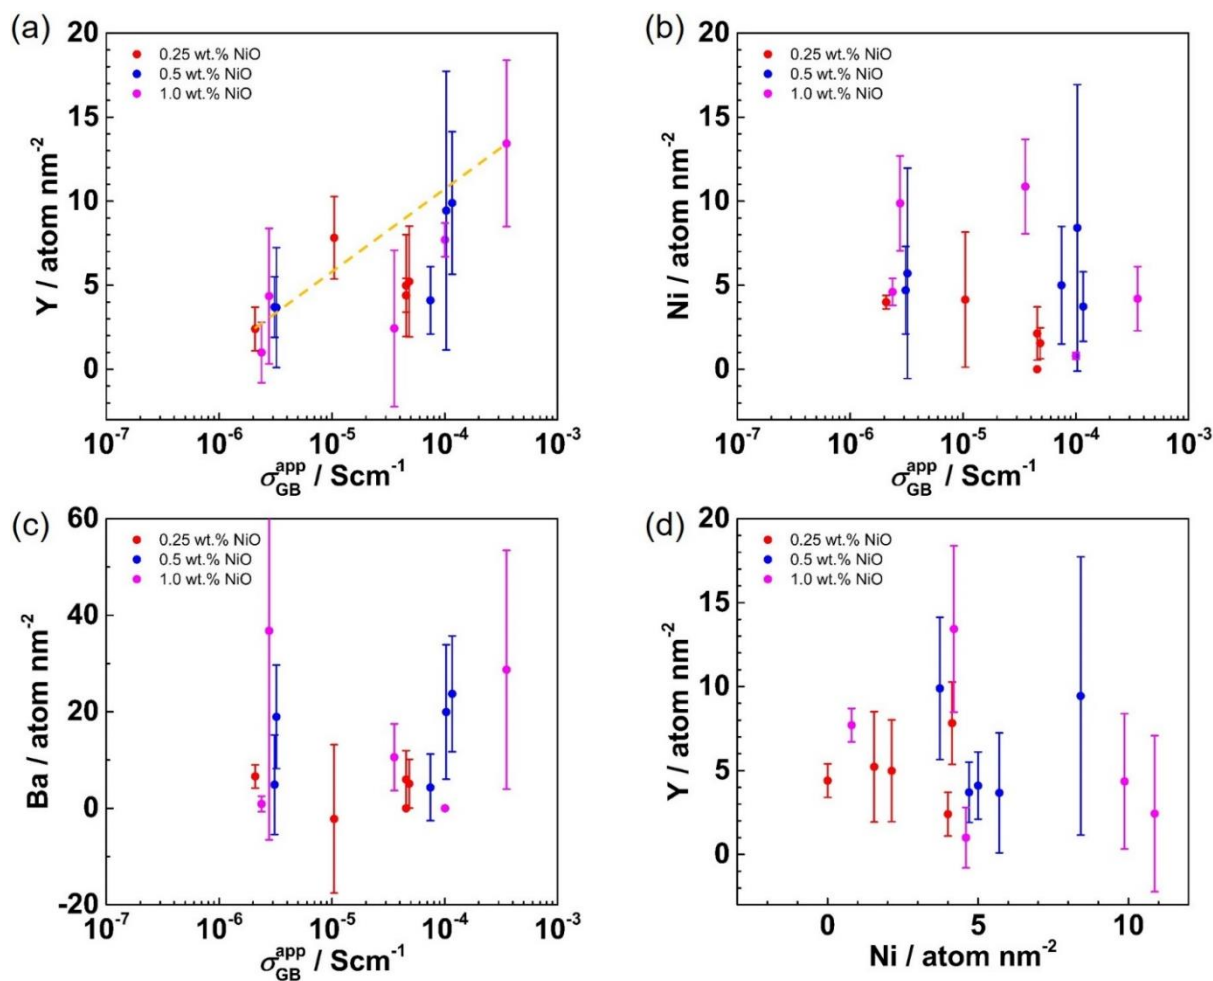 (a)
20
15
10
5
0
Y / atom nm⁻²
0.25 wt.% NiO
0.5 wt.% NiO
1.0 wt.% NiO
10⁻⁷ 10⁻⁶ 10⁻⁵ 10⁻⁴ 10⁻³
σ_GB^app / Scm⁻¹
(b)
20
15
10
5
0
Ni / atom nm⁻²
0.25 wt.% NiO
0.5 wt.% NiO
1.0 wt.% NiO
10⁻⁷ 10⁻⁶ 10⁻⁵ 10⁻⁴ 10⁻³
σ_GB^app / Scm⁻¹
(c)
60
40
20
0
-20
Ba / atom nm⁻²
0.25 wt.% NiO
0.5 wt.% NiO
1.0 wt.% NiO
10⁻⁷ 10⁻⁶ 10⁻⁵ 10⁻⁴ 10⁻³
σ_GB^app / Scm⁻¹
(d)
20
15
10
5
0
Y / atom nm⁻²
0.25 wt.% NiO
0.5 wt.% NiO
1.0 wt.% NiO
0 5 10
Ni / atom nm⁻²